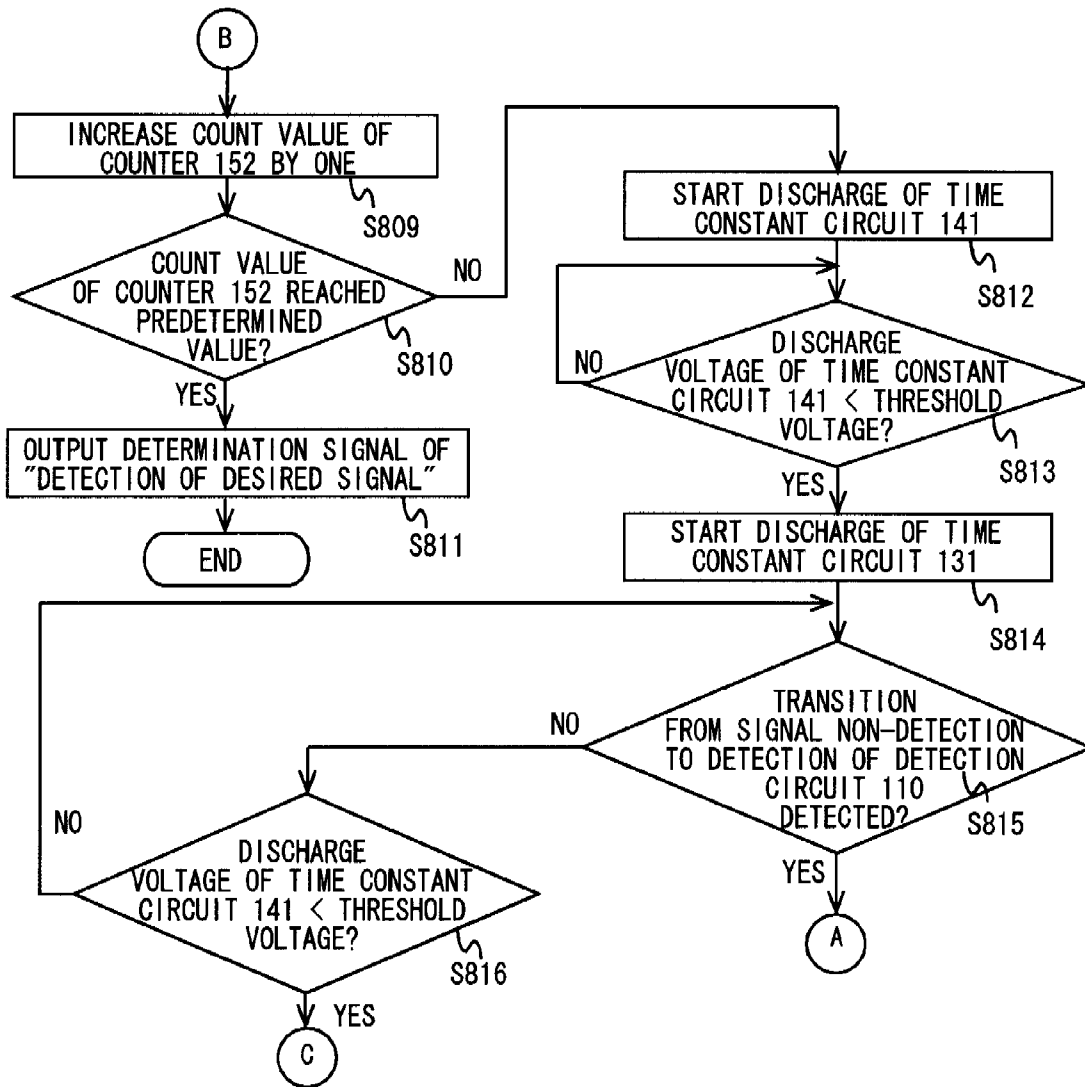 B
INCREASE COUNT VALUE OF
COUNTER 152 BY ONE
S809
COUNT VALUE
OF COUNTER 152 REACHED
PREDETERMINED
VALUE?
S810
NO
YES
OUTPUT DETERMINATION SIGNAL OF
"DETECTION OF DESIRED SIGNAL"
S811
END
START DISCHARGE OF TIME
CONSTANT CIRCUIT 141
S812
DISCHARGE
VOLTAGE OF TIME CONSTANT
CIRCUIT 141 < THRESHOLD
VOLTAGE?
S813
NO
YES
START DISCHARGE OF TIME
CONSTANT CIRCUIT 131
S814
TRANSITION
FROM SIGNAL NON-DETECTION
TO DETECTION OF DETECTION
CIRCUIT 110
DETECTED?
S815
NO
YES
A
DISCHARGE
VOLTAGE OF TIME CONSTANT
CIRCUIT 141 < THRESHOLD
VOLTAGE?
S816
NO
YES
C